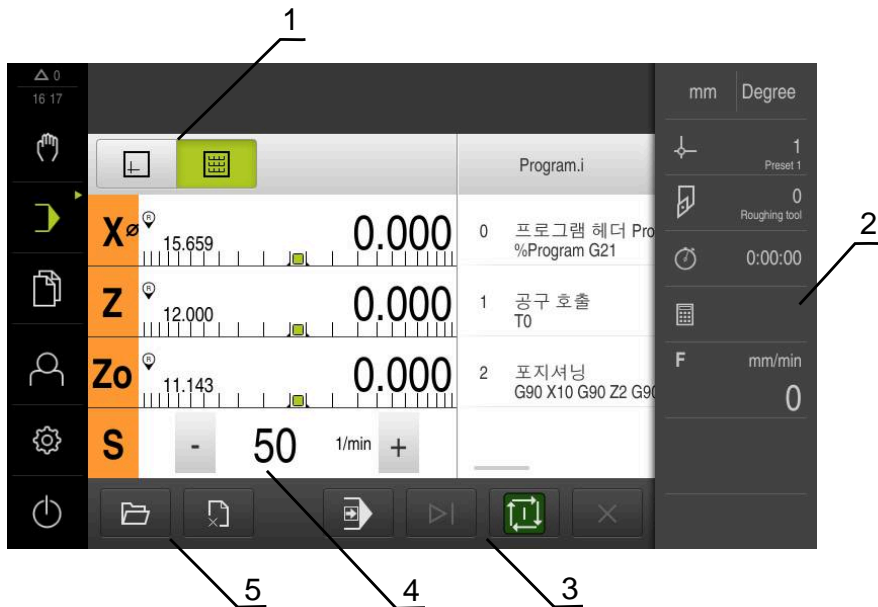 1
0
16 17
mm Degree
Program.i
1
Preset 1
0
Roughing tool
2
0:00:00
X⌀ R 15.659 0.000
Z R 12.000 0.000
Zo R 11.143 0.000
S - 50 1/min +
0 프로그램 헤더 Pro
%Program G21
1 공구 호출
T0
2 포지셔닝
G90 X10 G90 Z2 G90
F mm/min
0
5
4
3